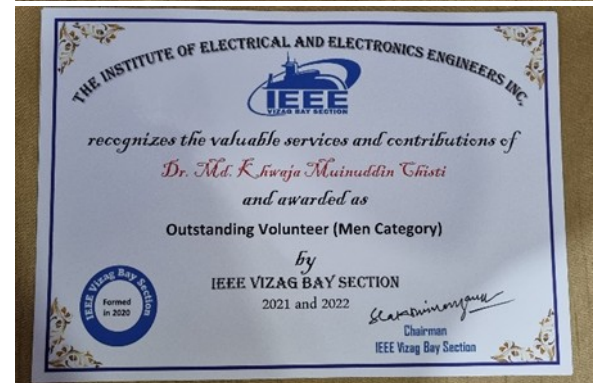 THE INSTITUTE OF ELECTRICAL AND ELECTRONICS ENGINEERS INC.
IEEE
VIZAG BAY SECTION
recognizes the valuable services and contributions of
Dr. Md. Khwaja Muinuddin Chisti
and awarded as
Outstanding Volunteer (Men Category)
by
IEEE VIZAG BAY SECTION
2021 and 2022
IEEE Vizag Bay Section
Formed
in 2020
Chairman
IEEE Vizag Bay Section